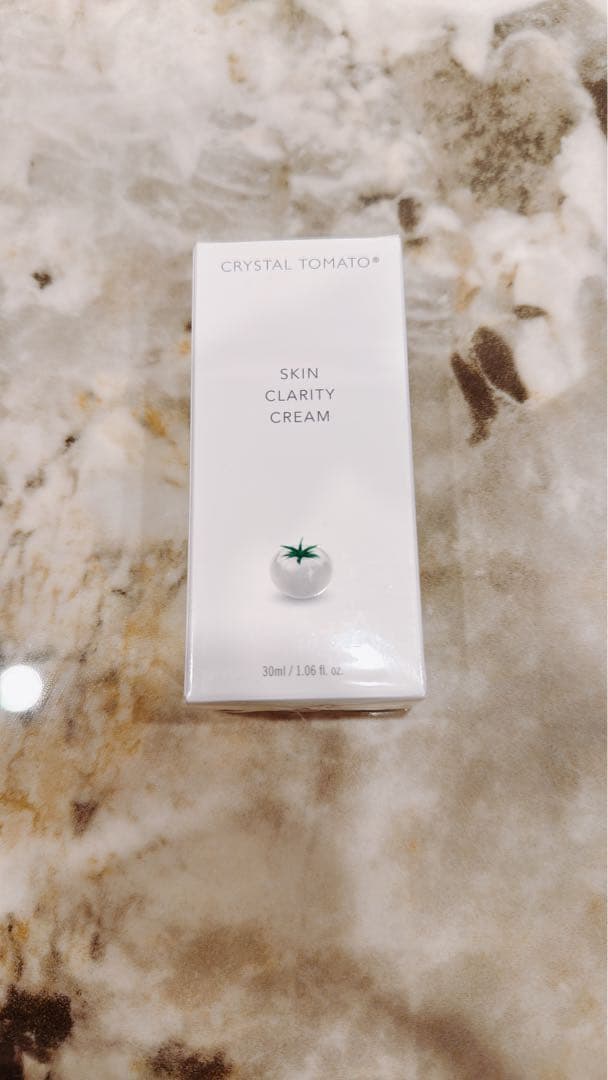 CRYSTAL TOMATO®
SKIN
CLARITY
CREAM
30ml / 1.06 fl. oz.